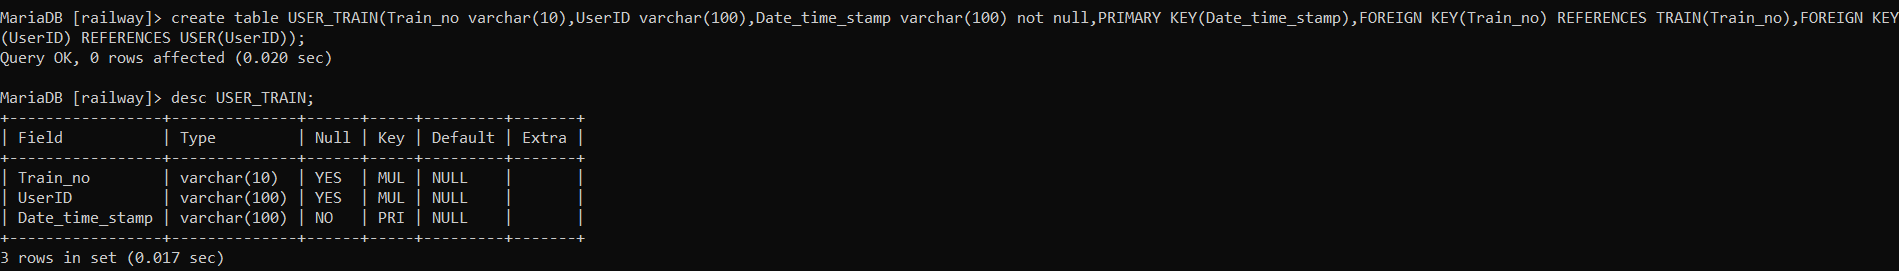 MariaDB [railway]> create table USER_TRAIN(Train_no varchar(10),UserID varchar(100),Date_time_stamp varchar(100) not null,PRIMARY KEY(Date_time_stamp),FOREIGN KEY(Train_no) REFERENCES TRAIN(Train_no),FOREIGN KEY
(UserID) REFERENCES USER(UserID));
Query OK, 0 rows affected (0.020 sec)

MariaDB [railway]> desc USER_TRAIN;
+-----------------+--------------+------+-----+---------+-------+
| Field           | Type         | Null | Key | Default | Extra |
+-----------------+--------------+------+-----+---------+-------+
| Train_no        | varchar(10)  | YES  | MUL | NULL    |       |
| UserID          | varchar(100) | YES  | MUL | NULL    |       |
| Date_time_stamp | varchar(100) | NO   | PRI | NULL    |       |
+-----------------+--------------+------+-----+---------+-------+
3 rows in set (0.017 sec)